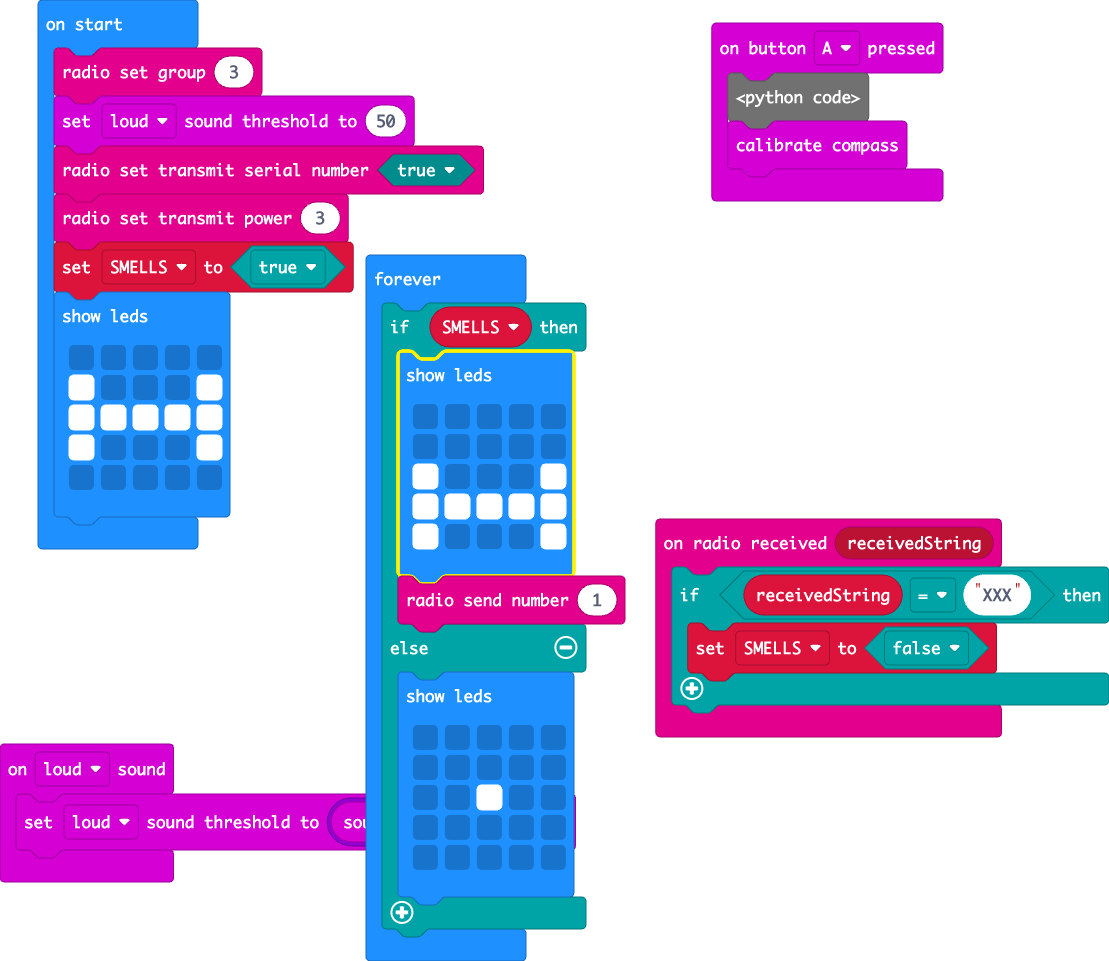 on start
radio set group 3
set loud sound threshold to 50
radio set transmit serial number true
radio set transmit power 3
set SMELLS to true
show leds
on button A pressed
<python code>
calibrate compass
forever
if SMELLS then
show leds
radio send number 1
else
show leds
on radio received receivedString
if receivedString = "XXX" then
set SMELLS to false
on loud sound
set loud sound threshold to